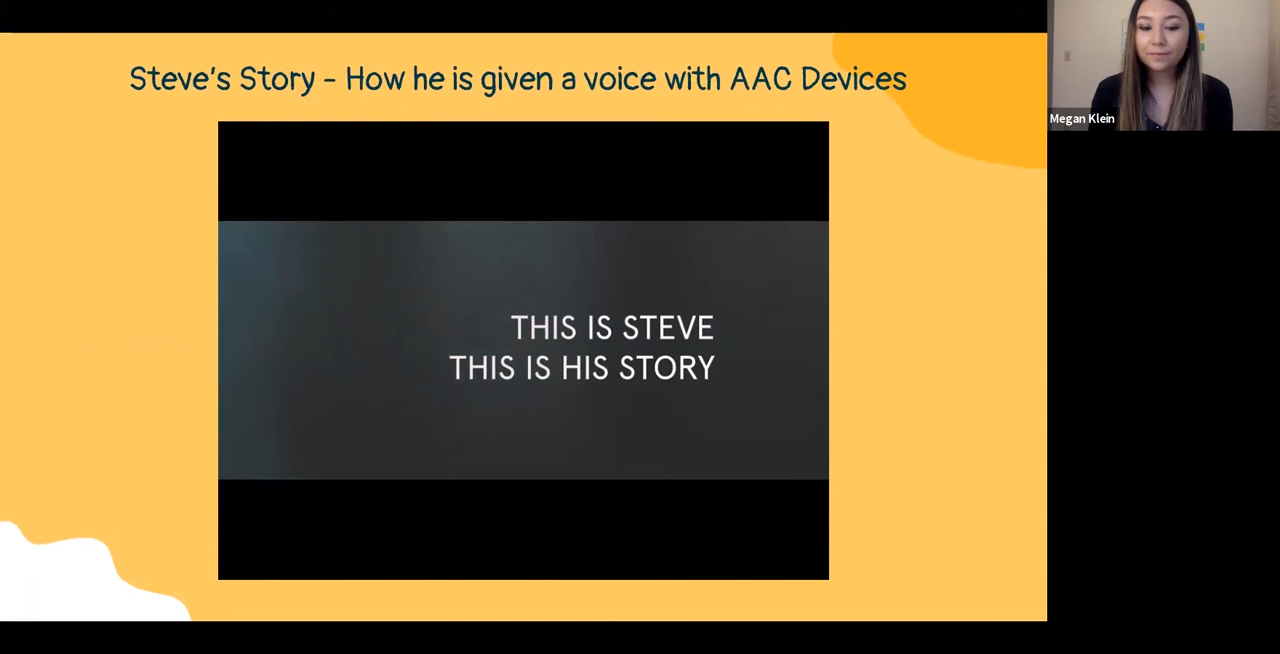 Steve's Story - How he is given a voice with AAC Devices
THIS IS STEVE
THIS IS HIS STORY
Megan Klein